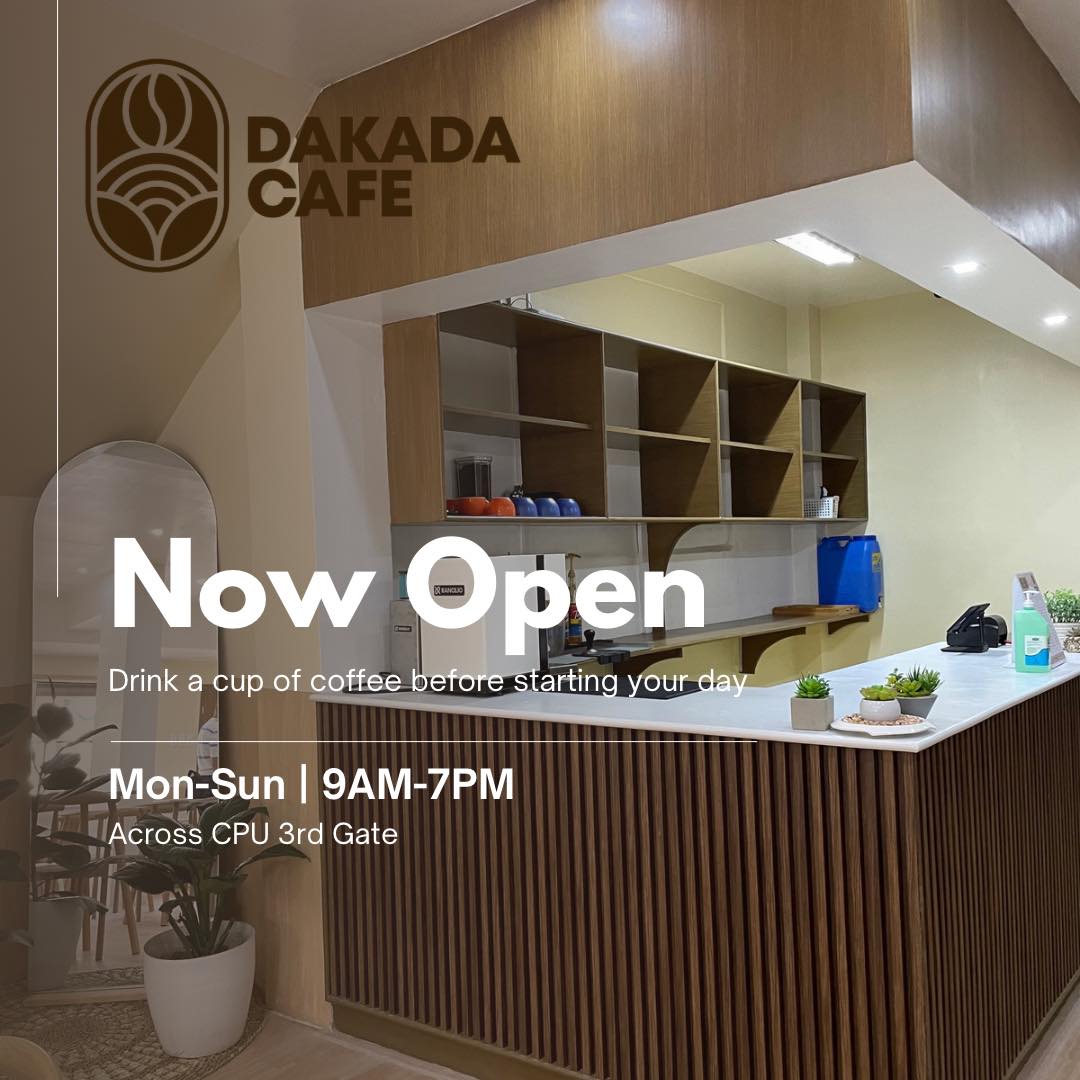 DAKADA
CAFE
Now Open
Drink a cup of coffee before starting your day
Mon-Sun | 9AM-7PM
Across CPU 3rd Gate